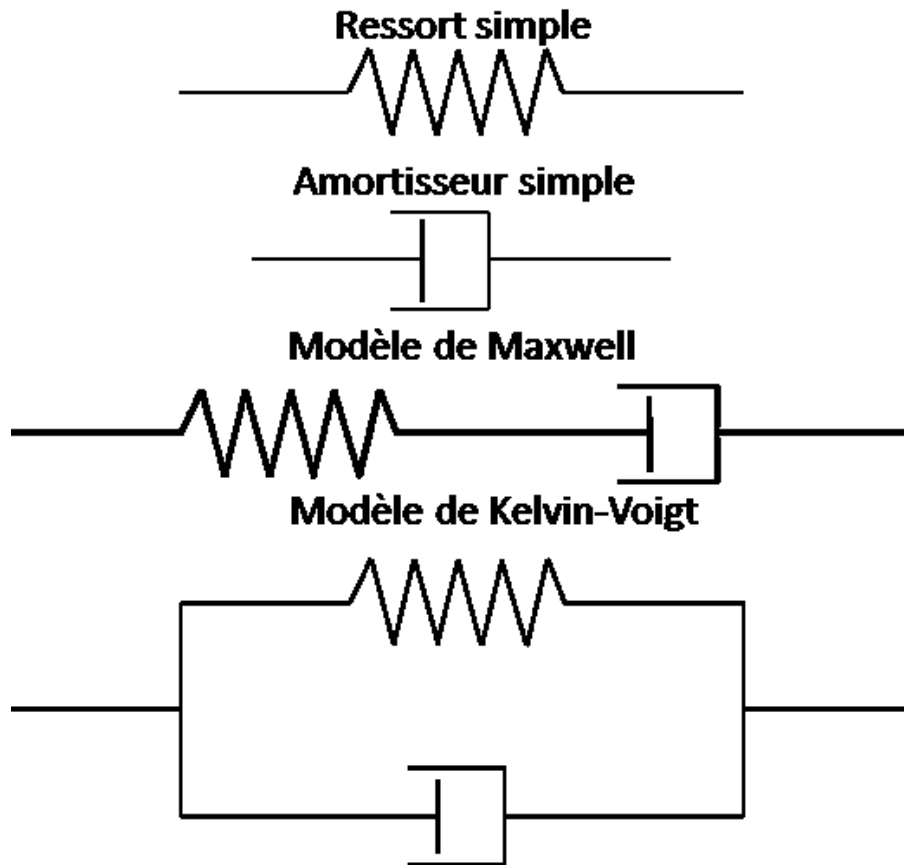 Ressort simple
Amortisseur simple
Modèle de Maxwell
Modèle de Kelvin-Voigt